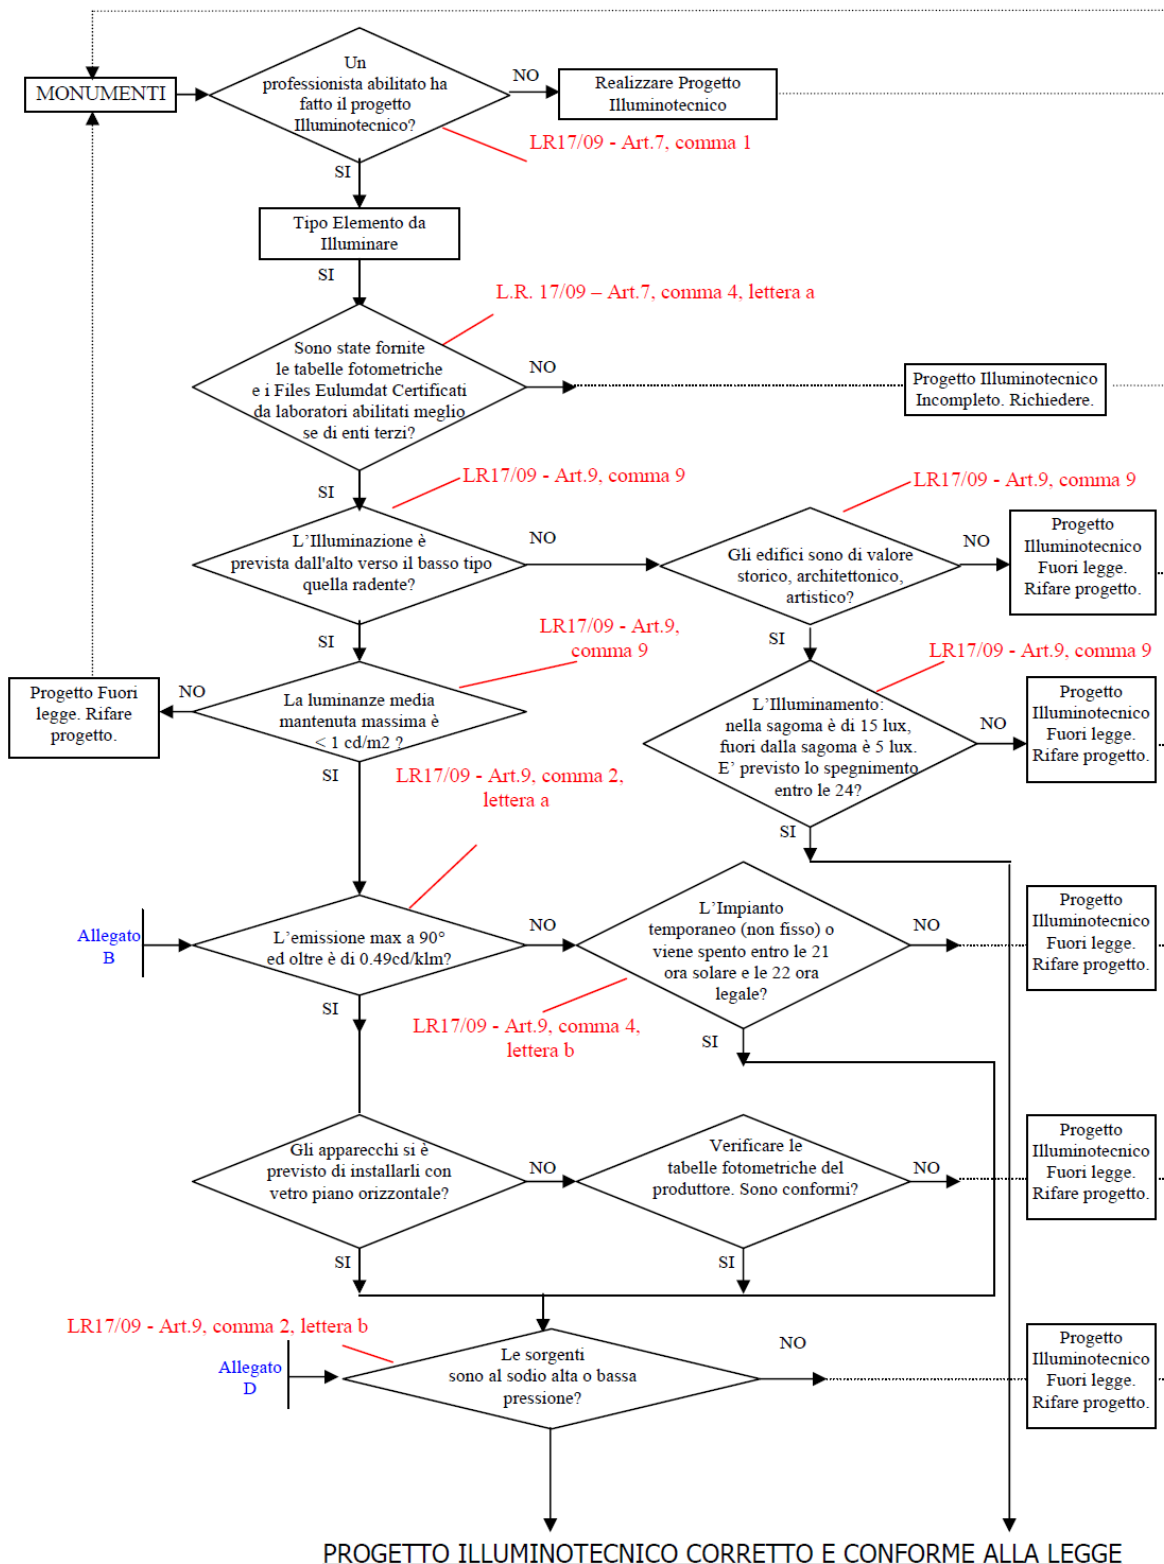 Un
professionista abilitato ha
fatto il progetto
Illuminotecnico?
MONUMENTI
NO
Realizzare Progetto
Illuminotecnico
LR17/09 - Art.7, comma 1
SI
Tipo Elemento da
Illuminare
SI
L.R. 17/09 – Art.7, comma 4, lettera a
Sono state fornite
le tabelle fotometriche
e i Files Eulumdat Certificati
da laboratori abilitati meglio
se di enti terzi?
NO
Progetto Illuminotecnico
Incompleto. Richiedere.
SI
LR17/09 - Art.9, comma 9
LR17/09 - Art.9, comma 9
L'Illuminazione è
prevista dall'alto verso il basso tipo
quella radente?
NO
Gli edifici sono di valore
storico, architettonico,
artistico?
NO
Progetto
Illuminotecnico
Fuori legge.
Rifare progetto.
SI
LR17/09 - Art.9,
comma 9
SI
LR17/09 - Art.9, comma 9
Progetto Fuori
legge. Rifare
progetto.
NO
La luminanze media
mantenuta massima è
< 1 cd/m2 ?
L'Illuminamento:
nella sagoma è di 15 lux,
fuori dalla sagoma è 5 lux.
E' previsto lo spegnimento
entro le 24?
NO
Progetto
Illuminotecnico
Fuori legge.
Rifare progetto.
SI
LR17/09 - Art.9, comma 2,
lettera a
SI
Allegato
B
L'emissione max a 90°
ed oltre è di 0.49cd/klm?
NO
L'Impianto
temporaneo (non fisso) o
viene spento entro le 21
ora solare e le 22 ora
legale?
NO
Progetto
Illuminotecnico
Fuori legge.
Rifare progetto.
SI
LR17/09 - Art.9, comma 4,
lettera b
SI
Gli apparecchi si è
previsto di installarli con
vetro piano orizzontale?
NO
Verificare le
tabelle fotometriche del
produttore. Sono conformi?
NO
Progetto
Illuminotecnico
Fuori legge.
Rifare progetto.
SI
SI
LR17/09 - Art.9, comma 2, lettera b
Allegato
D
Le sorgenti
sono al sodio alta o bassa
pressione?
NO
Progetto
Illuminotecnico
Fuori legge.
Rifare progetto.
PROGETTO ILLUMINOTECNICO CORRETTO E CONFORME ALLA LEGGE